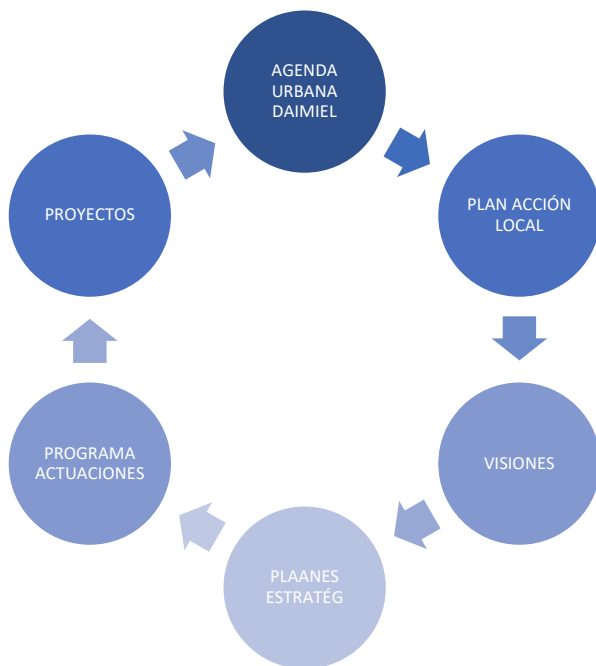 AGENDA
URBANA
DAIMIEL
PLAN ACCIÓN
LOCAL
VISIONES
PLAANES
ESTRATÉG
PROGRAMA
ACTUACIONES
PROYECTOS